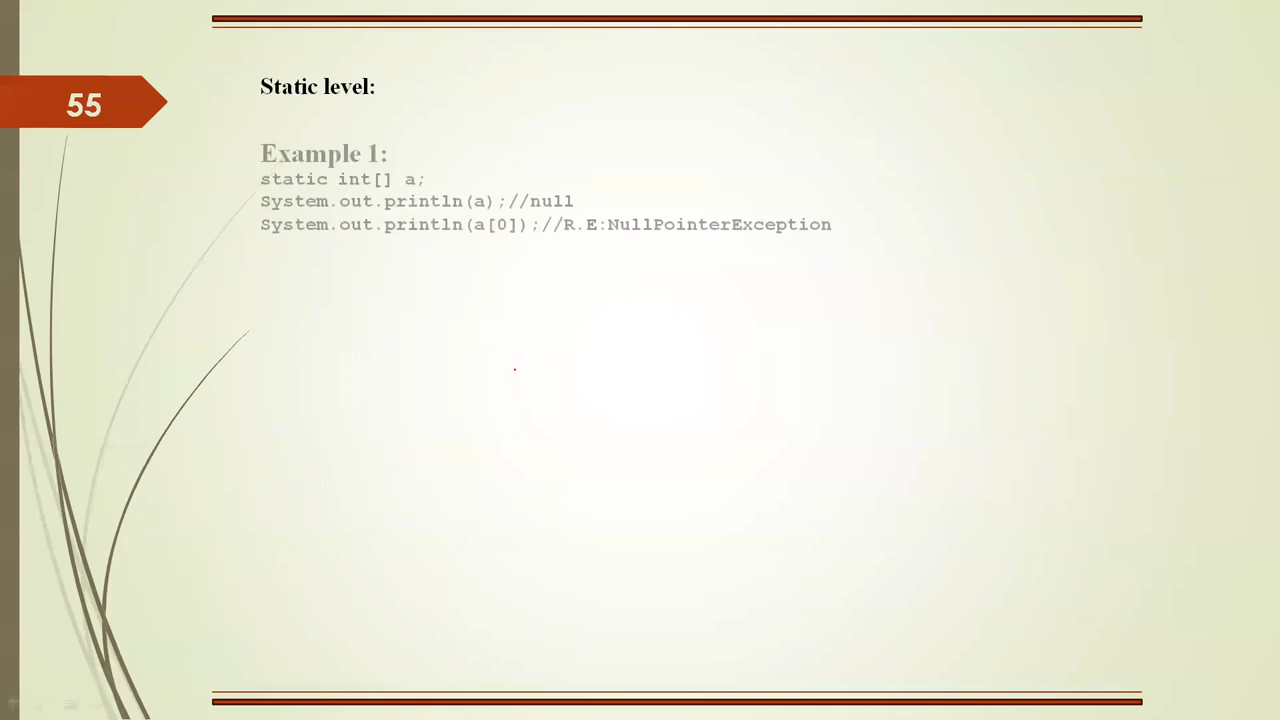 55
Static level:
Example 1:
static int[] a;
System.out.println(a);//null
System.out.println(a[0]);//R.E:NullPointerException